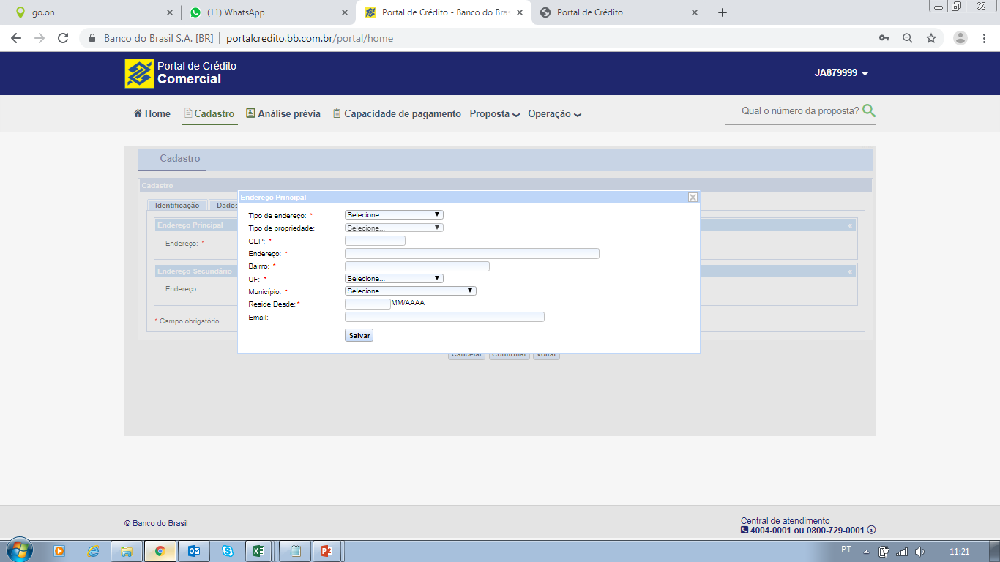 go.on
(11) WhatsApp
Portal de Crédito - Banco do Bras
Portal de Crédito
Banco do Brasil S.A. [BR]
portalcredito.bb.com.br/portal/home
Portal de Crédito
Comercial
JA879999
Home
Cadastro
Análise prévia
Capacidade de pagamento
Proposta
Operação
Qual o número da proposta?
Cadastro
Cadastro
Identificação
Dados
Endereço Principal
Endereço: *
Endereço Secundário
Endereço:
* Campo obrigatório
Endereço Principal
Tipo de endereço: * Selecione...
Tipo de propriedade: Selecione...
CEP: *
Endereço: *
Bairro: *
UF: * Selecione...
Município: * Selecione...
Reside Desde:* MM/AAAA
Email:
Salvar
Cancelar
Confirmar
Voltar
© Banco do Brasil
Central de atendimento
4004-0001 ou 0800-729-0001
PT
11:21